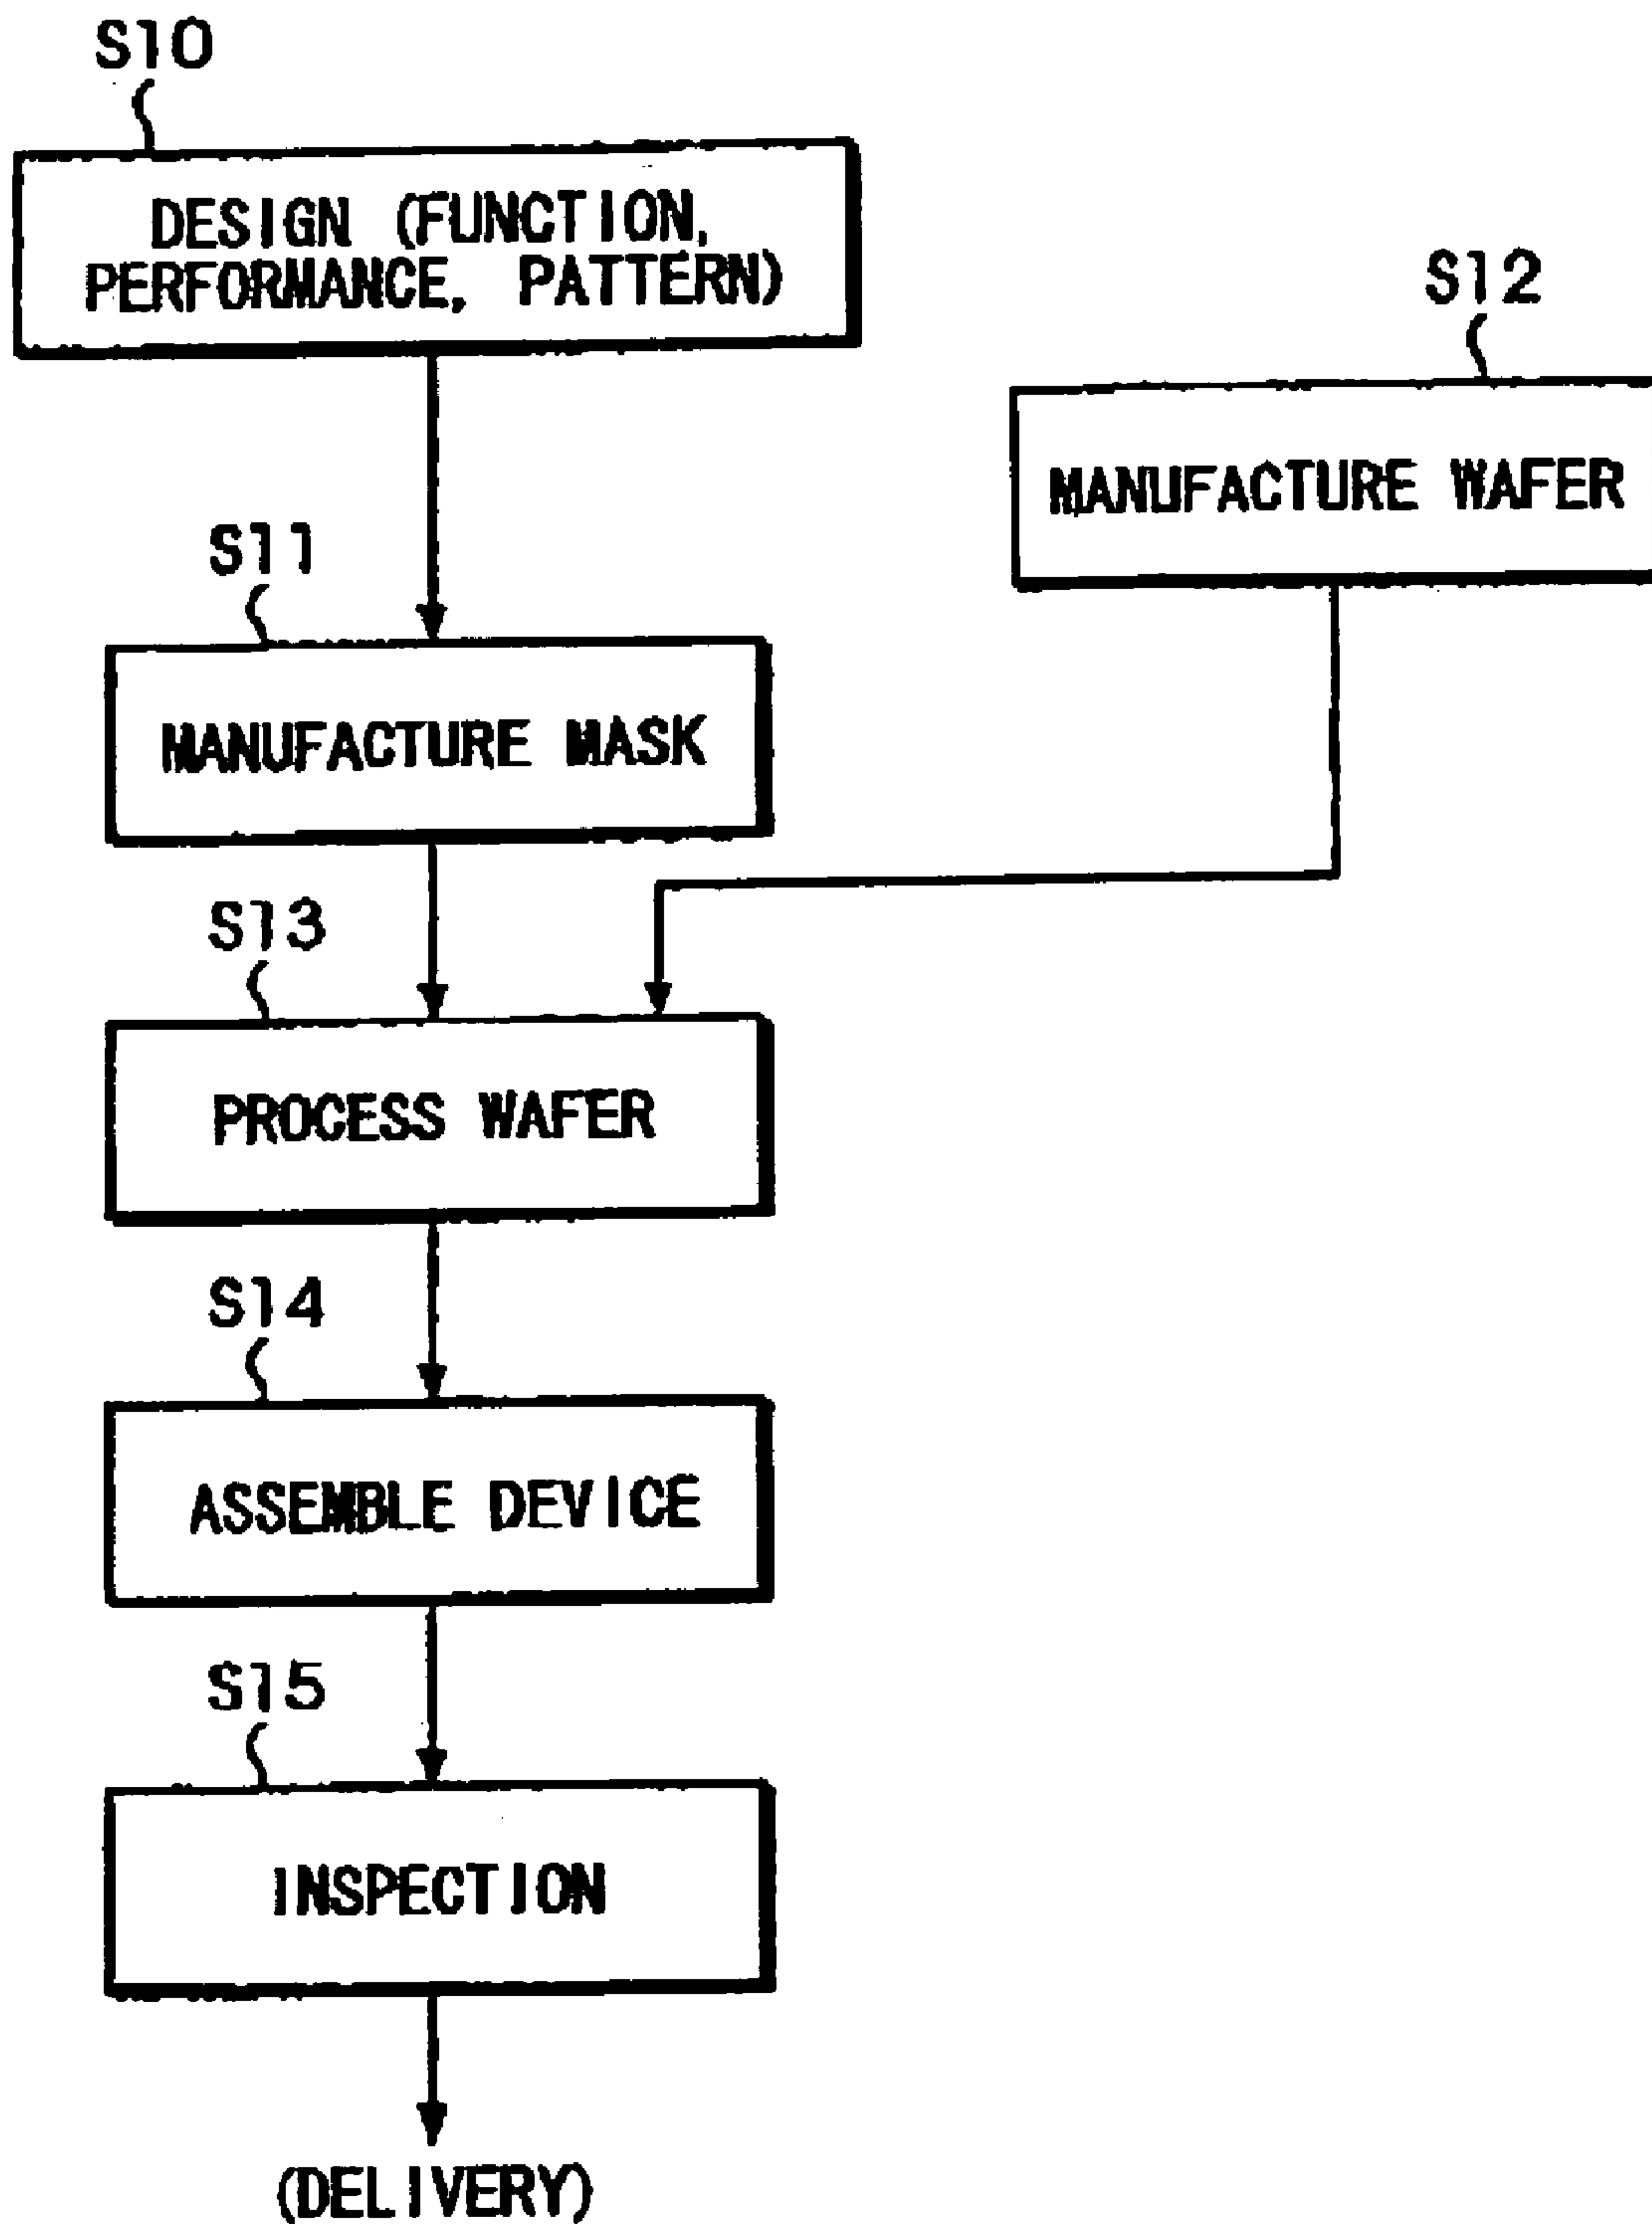 S10
DESIGN (FUNCTION,
PERFORMANCE, PATTERN)
S12
MANUFACTURE WAFER
S11
MANUFACTURE MASK
S13
PROCESS WAFER
S14
ASSEMBLE DEVICE
S15
INSPECTION
(DELIVERY)